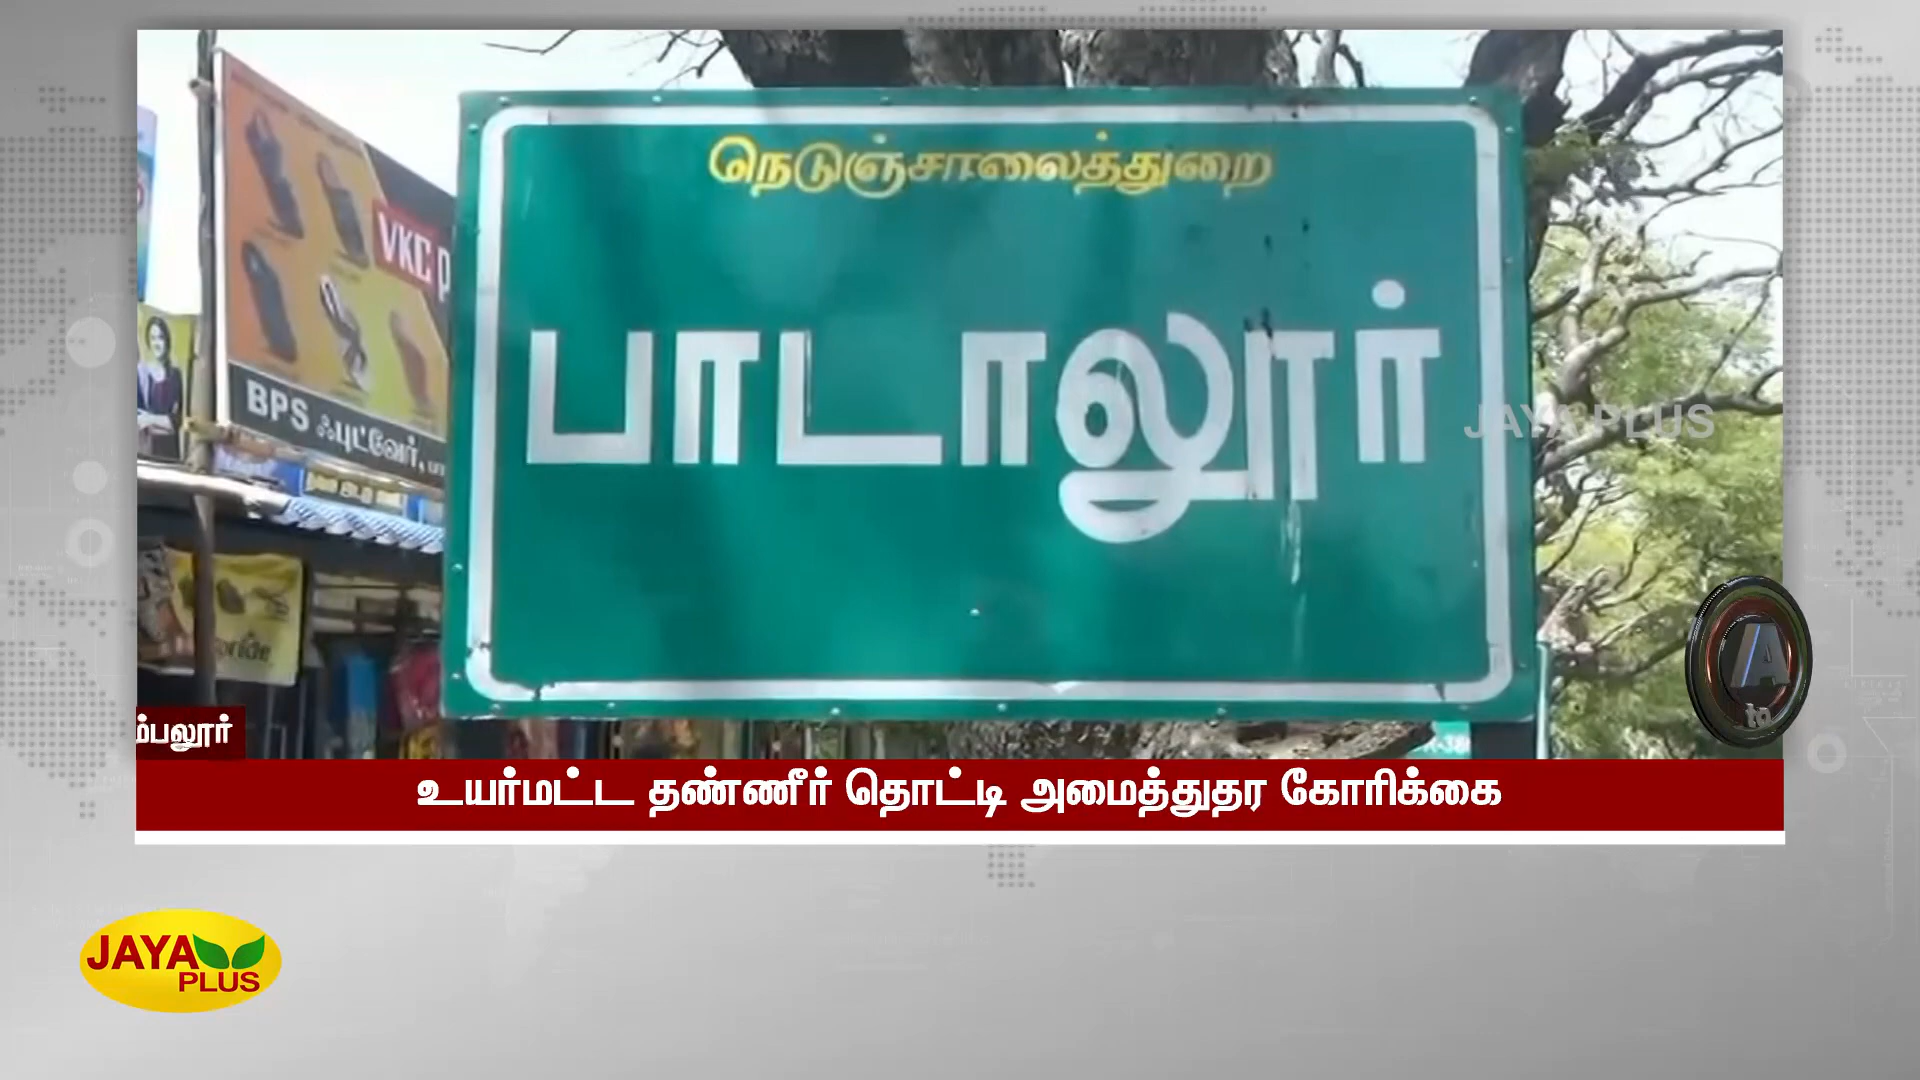 நெடுஞ்சாலைத்துறை
பாடாலூர்
VKC p
BPS ஃபுட்வேர், பா
JAYA PLUS
A
ம்பலூர்
உயர்மட்ட தண்ணீர் தொட்டி அமைத்துதர கோரிக்கை
JAYA
PLUS